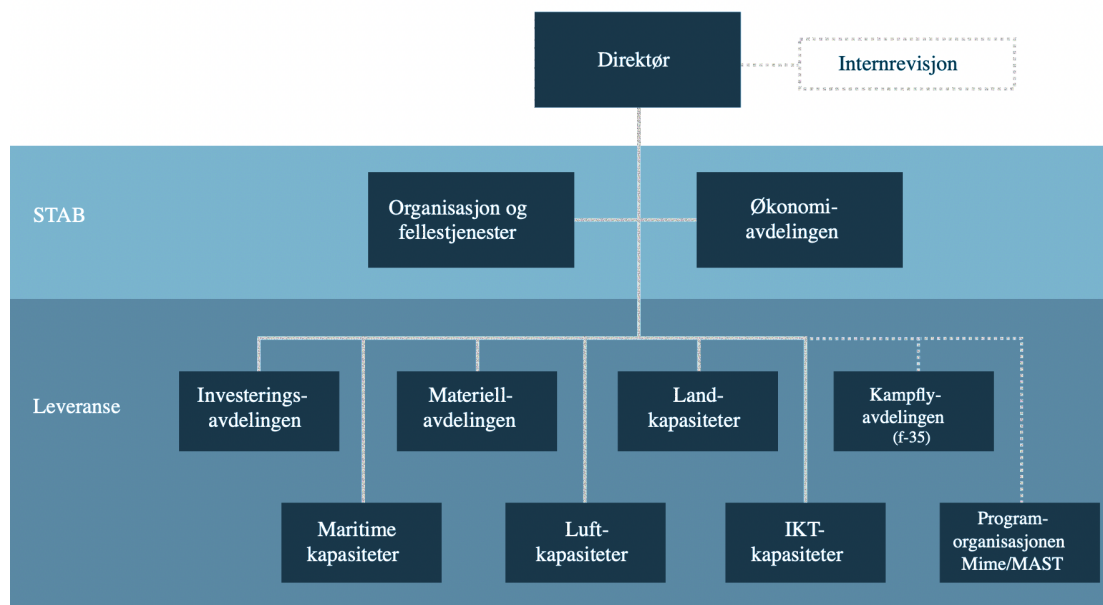 Direktør
Internrevisjon
STAB
Organisasjon og
fellestjenester
Økonomi-
avdelingen
Leveranse
Investerings-
avdelingen
Materiell-
avdelingen
Land-
kapasiteter
Kampfly-
avdelingen
(f-35)
Maritime
kapasiteter
Luft-
kapasiteter
IKT-
kapasiteter
Program-
organisasjonen
Mime/MAST